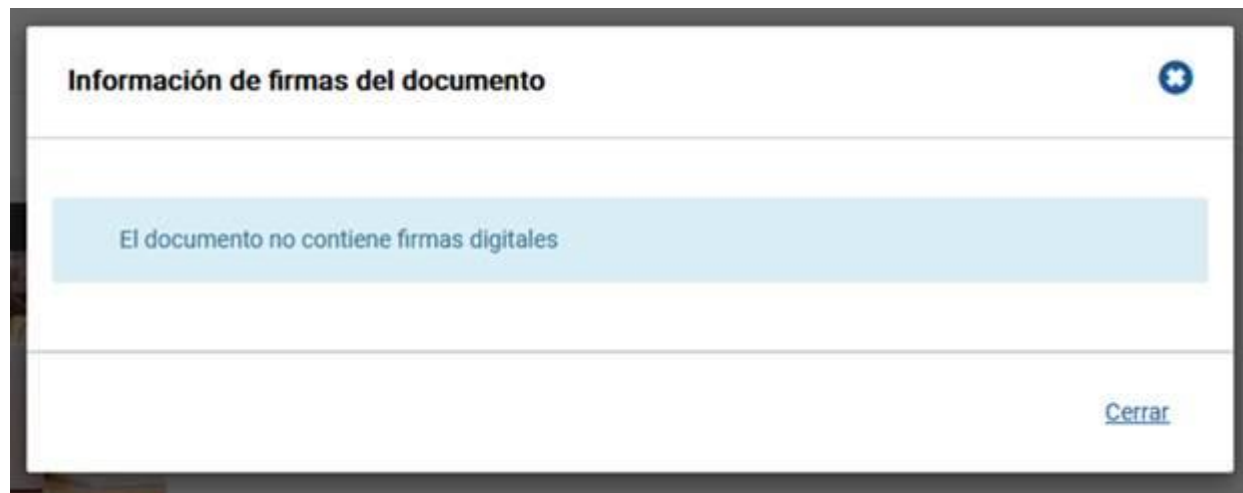 Información de firmas del documento
El documento no contiene firmas digitales
Cerrar